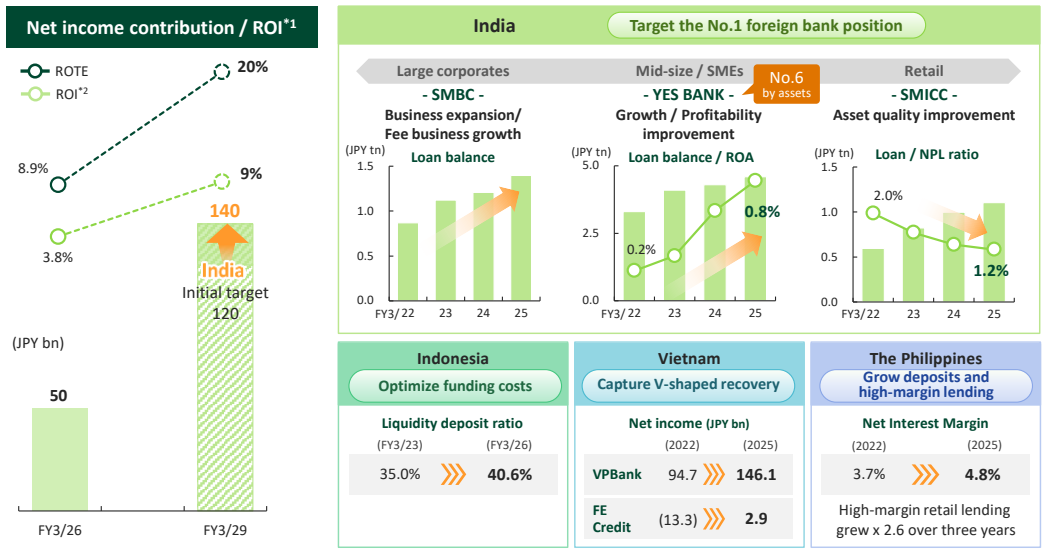 Net income contribution / ROI*1
ROTE
ROI*2
20%
8.9%
9%
3.8%
140
India
Initial target
120
(JPY bn)
50
FY3/26
FY3/29
India
Target the No.1 foreign bank position
Large corporates
Mid-size / SMEs
Retail
No.6
by assets
- SMBC -
Business expansion/
Fee business growth
(JPY tn)
Loan balance
1.5
1.0
0.5
0.0
FY3/ 22
23
24
25
- YES BANK -
Growth / Profitability
improvement
(JPY tn)
Loan balance / ROA
5.0
2.5
0.0
0.2%
0.8%
FY3/ 22
23
24
25
- SMICC -
Asset quality improvement
(JPY tn)
Loan / NPL ratio
1.5
1.0
0.5
0.0
2.0%
1.2%
FY3/ 22
23
24
25
Indonesia
Optimize funding costs
Liquidity deposit ratio
(FY3/23)
(FY3/26)
35.0%
40.6%
Vietnam
Capture V-shaped recovery
Net income (JPY bn)
(2022)
(2025)
VPBank
94.7
146.1
FE
Credit
(13.3)
2.9
The Philippines
Grow deposits and
high-margin lending
Net Interest Margin
(2022)
(2025)
3.7%
4.8%
High-margin retail lending
grew x 2.6 over three years